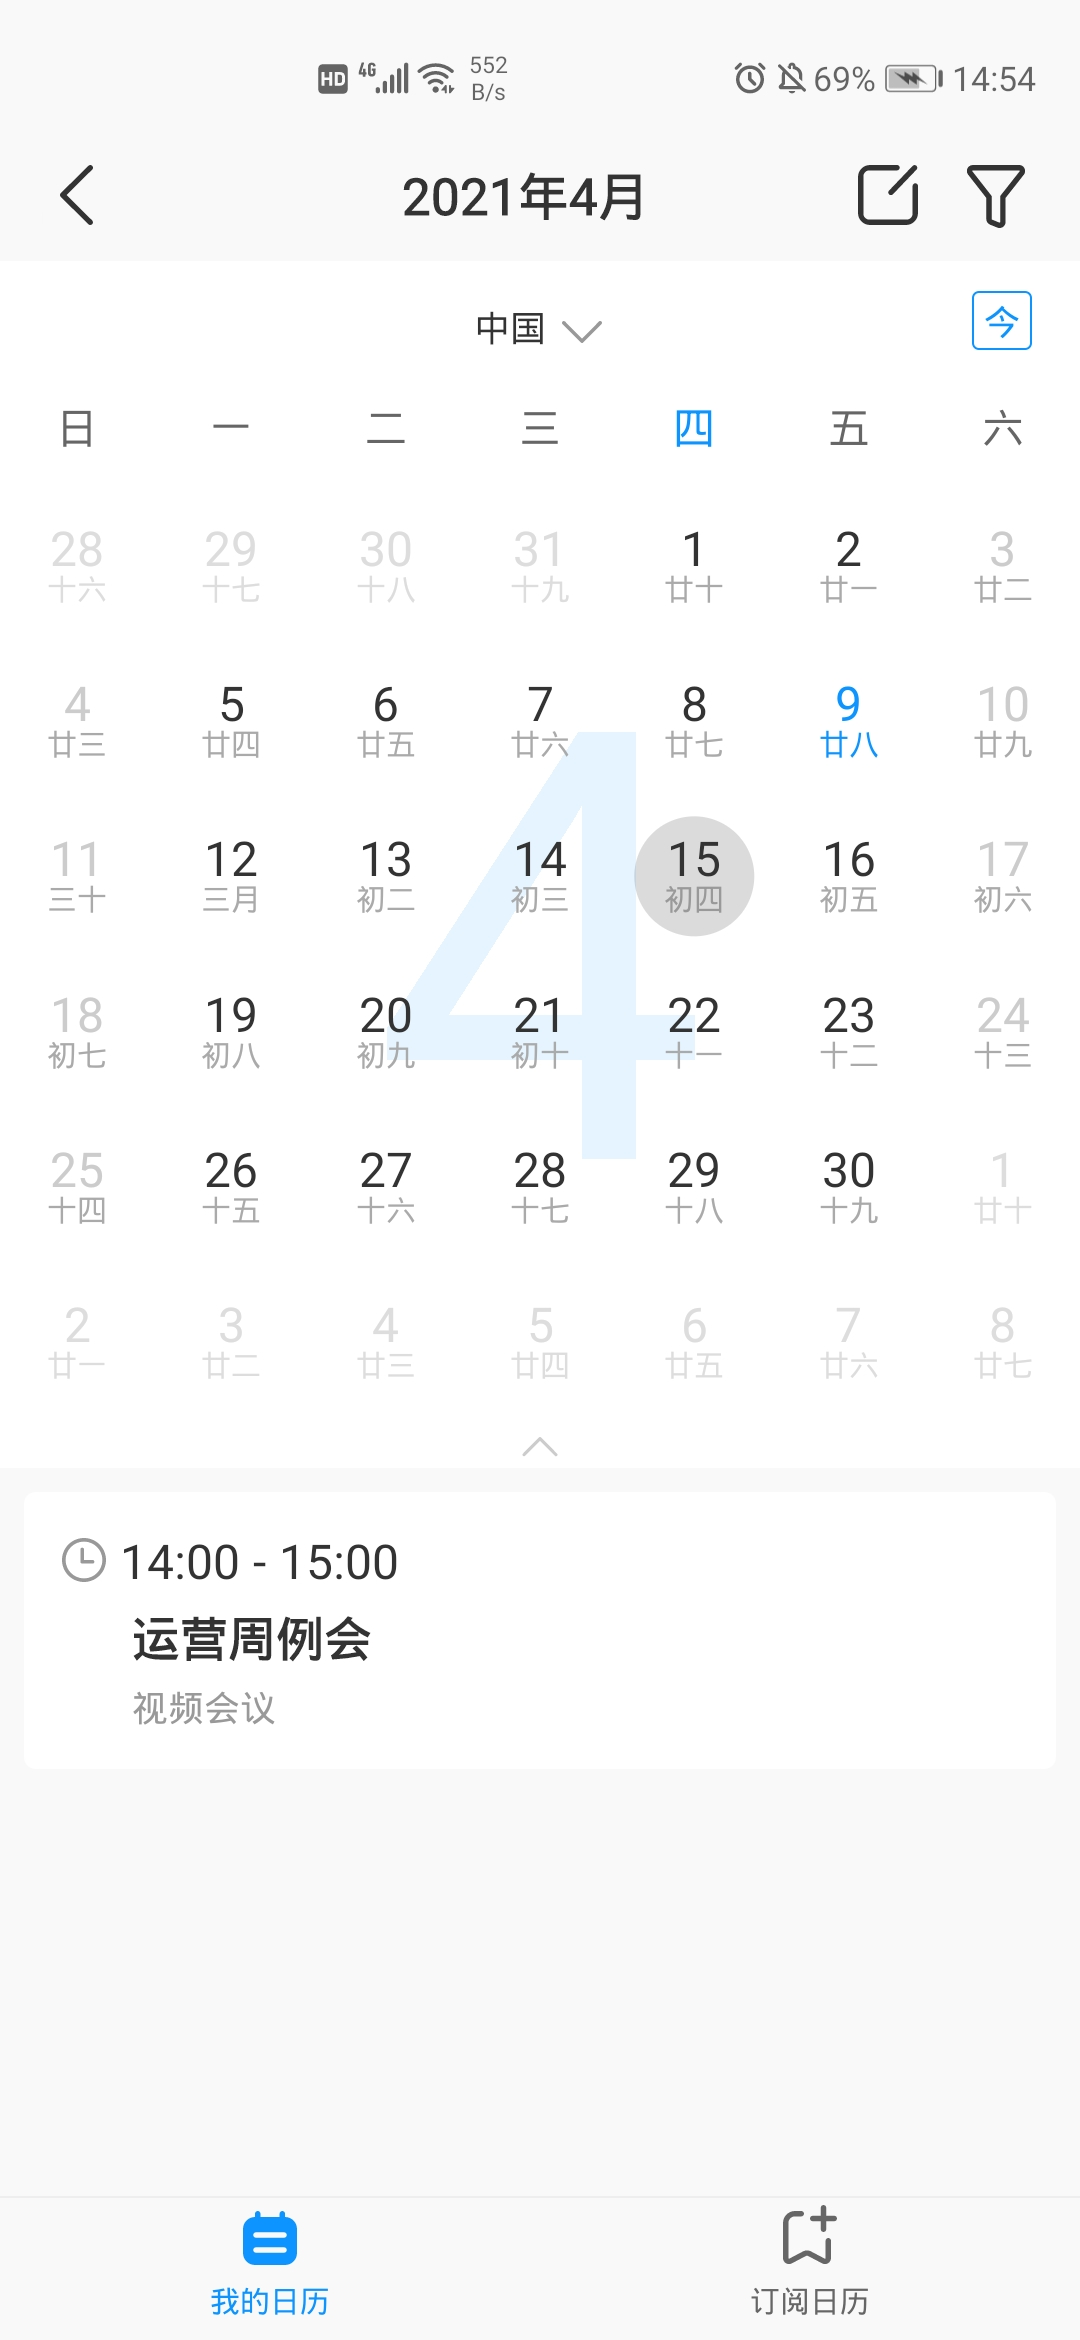 HD 4G 552 B/s 69% 14:54
2021年4月
中国 今
日 一 二 三 四 五 六
28 29 30 31 1 2 3
十六 十七 十八 十九 廿十 廿一 廿二
4 5 6 7 8 9 10
廿三 廿四 廿五 廿六 廿七 廿八 廿九
4
11 12 13 14 15 16 17
三十 三月 初二 初三 初四 初五 初六
18 19 20 21 22 23 24
初七 初八 初九 初十 十一 十二 十三
25 26 27 28 29 30 1
十四 十五 十六 十七 十八 十九 廿十
2 3 4 5 6 7 8
廿一 廿二 廿三 廿四 廿五 廿六 廿七
14:00 - 15:00
运营周例会
视频会议
我的日历 订阅日历